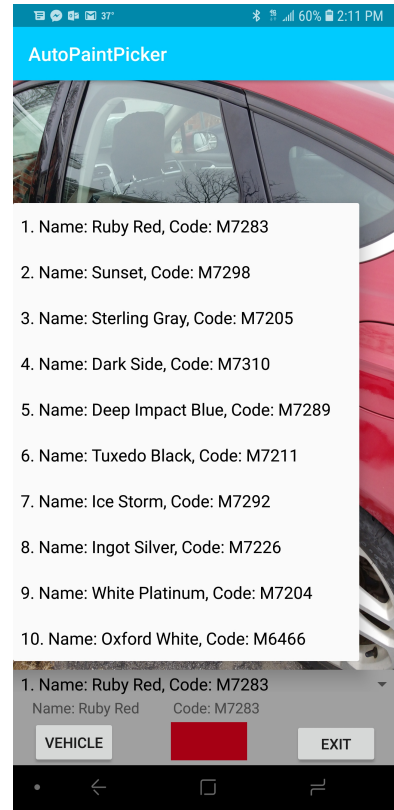 37°
60% 2:11 PM
AutoPaintPicker
1. Name: Ruby Red, Code: M7283
2. Name: Sunset, Code: M7298
3. Name: Sterling Gray, Code: M7205
4. Name: Dark Side, Code: M7310
5. Name: Deep Impact Blue, Code: M7289
6. Name: Tuxedo Black, Code: M7211
7. Name: Ice Storm, Code: M7292
8. Name: Ingot Silver, Code: M7226
9. Name: White Platinum, Code: M7204
10. Name: Oxford White, Code: M6466
1. Name: Ruby Red, Code: M7283
Name: Ruby Red Code: M7283
VEHICLE EXIT